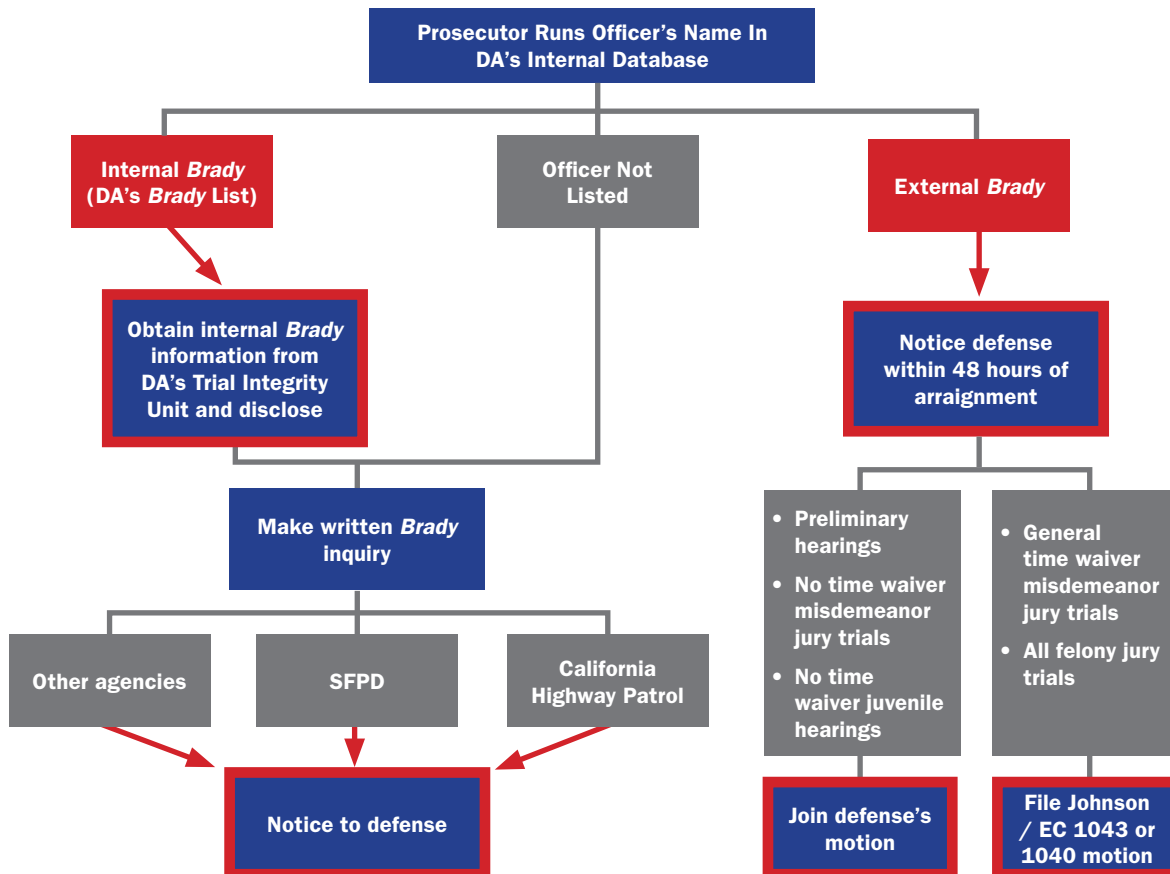 Prosecutor Runs Officer's Name In
DA's Internal Database
Internal Brady
(DA's Brady List)
Officer Not
Listed
External Brady
Obtain internal Brady
information from
DA's Trial Integrity
Unit and disclose
Notice defense
within 48 hours of
arraignment
Make written Brady
inquiry
• Preliminary
hearings
• No time waiver
misdemeanor
jury trials
• No time
waiver juvenile
hearings
• General
time waiver
misdemeanor
jury trials
• All felony jury
trials
Other agencies
SFPD
California
Highway Patrol
Notice to defense
Join defense's
motion
File Johnson
/ EC 1043 or
1040 motion